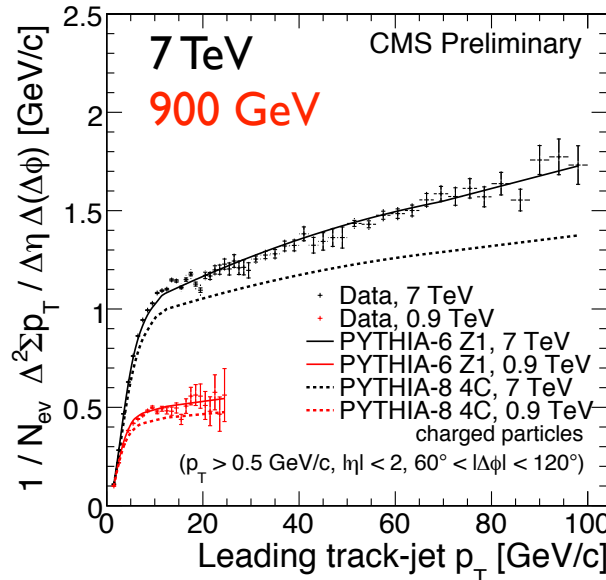 7 TeV
CMS Preliminary
900 GeV
1 / N_ev Δ²Σp_T / Δη Δ(Δϕ) [GeV/c]
2.5
2
1.5
1
0.5
0
Data, 7 TeV
Data, 0.9 TeV
PYTHIA-6 Z1, 7 TeV
PYTHIA-6 Z1, 0.9 TeV
PYTHIA-8 4C, 7 TeV
PYTHIA-8 4C, 0.9 TeV
charged particles
(p_T > 0.5 GeV/c, |η| < 2, 60° < |Δϕ| < 120°)
0 20 40 60 80 100
Leading track-jet p_T [GeV/c]